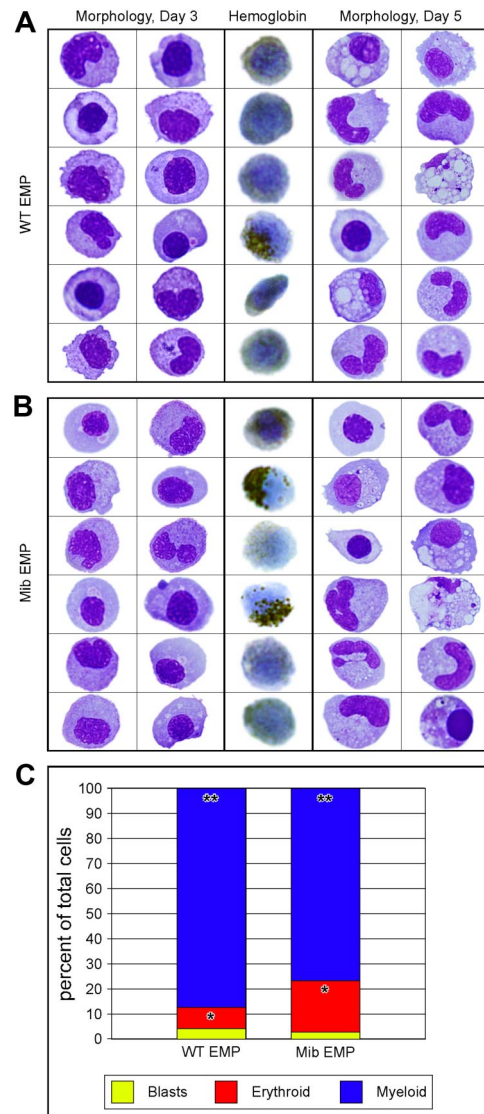 A
Morphology, Day 3 Hemoglobin Morphology, Day 5
WT EMP
B
Mib EMP
C
100
90
80
70
60
50
40
30
20
10
0
percent of total cells
** **
* *
WT EMP Mib EMP
Blasts Erythroid Myeloid